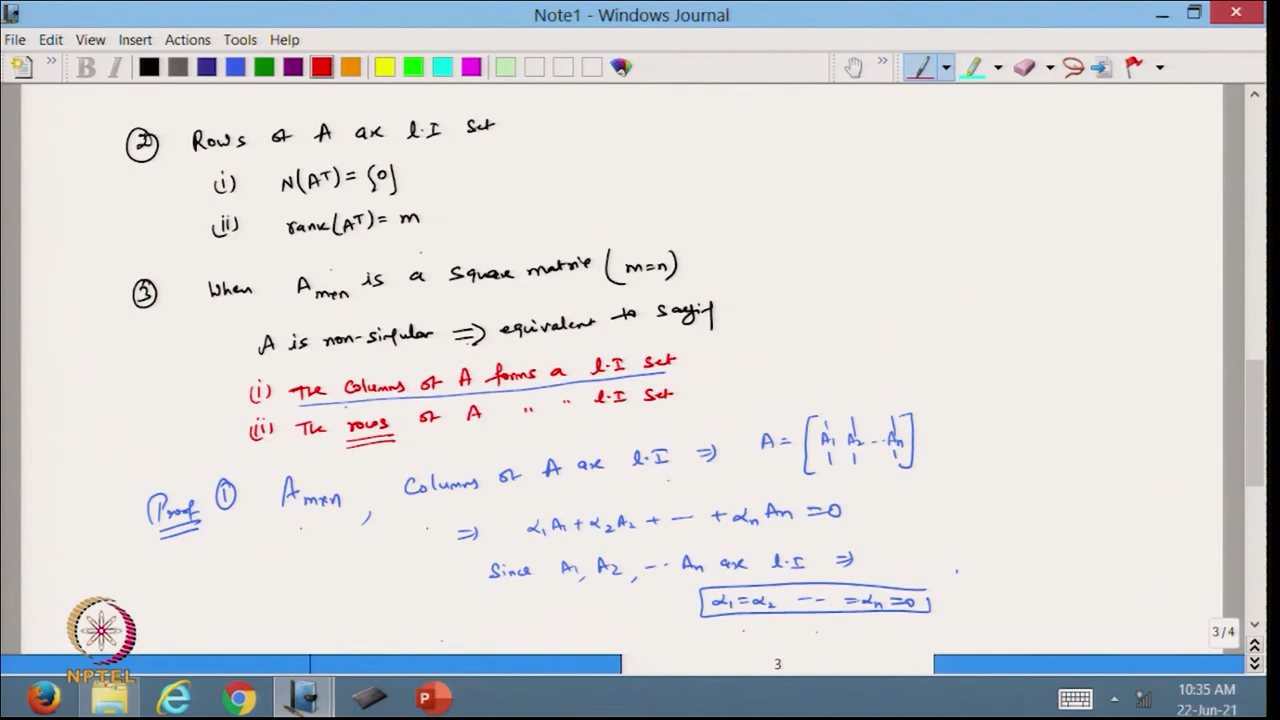 Note1 - Windows Journal
File Edit View Insert Actions Tools Help
② Rows of A are l.I set
(i) N(Aᵀ) = {0}
(ii) rank(Aᵀ) = m
③ When Aₘₓₙ is a square matrix (m=n)
A is non-singular ⇒ equivalent to saying
(i) The columns of A forms a l.I set
(ii) The rows of A " " l.I set
Proof ① Aₘₓₙ, Columns of A are l.I ⇒ A = [A₁ A₂ ... Aₙ]
⇒ α₁A₁ + α₂A₂ + --- + αₙAₙ = 0
Since A₁, A₂, ... Aₙ are l.I ⇒
α₁ = α₂ --- = αₙ = 0
3/4
3
NPTEL
10:35 AM
22-Jun-21